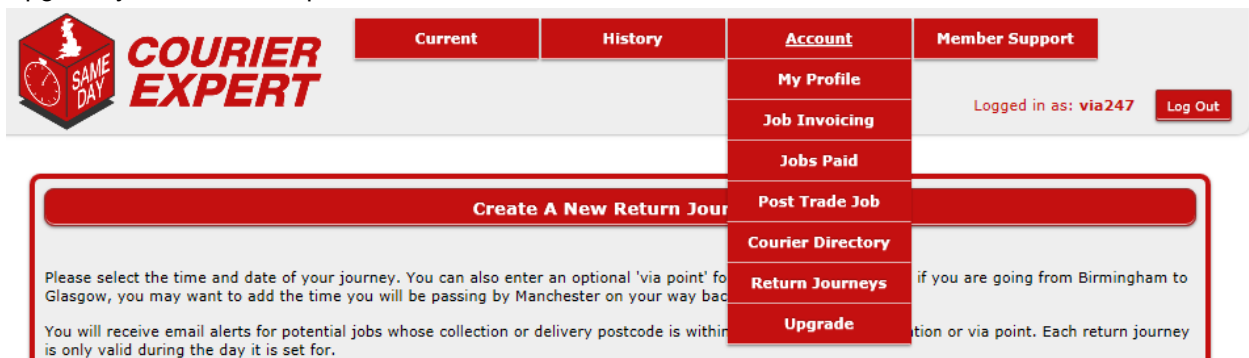 COURIER
EXPERT
SAME
DAY
Current
History
Account
Member Support
My Profile
Job Invoicing
Jobs Paid
Post Trade Job
Courier Directory
Return Journeys
Upgrade
Logged in as: via247
Log Out
Create A New Return Jour
Please select the time and date of your journey. You can also enter an optional 'via point' fo if you are going from Birmingham to
Glasgow, you may want to add the time you will be passing by Manchester on your way bac
You will receive email alerts for potential jobs whose collection or delivery postcode is within tion or via point. Each return journey
is only valid during the day it is set for.